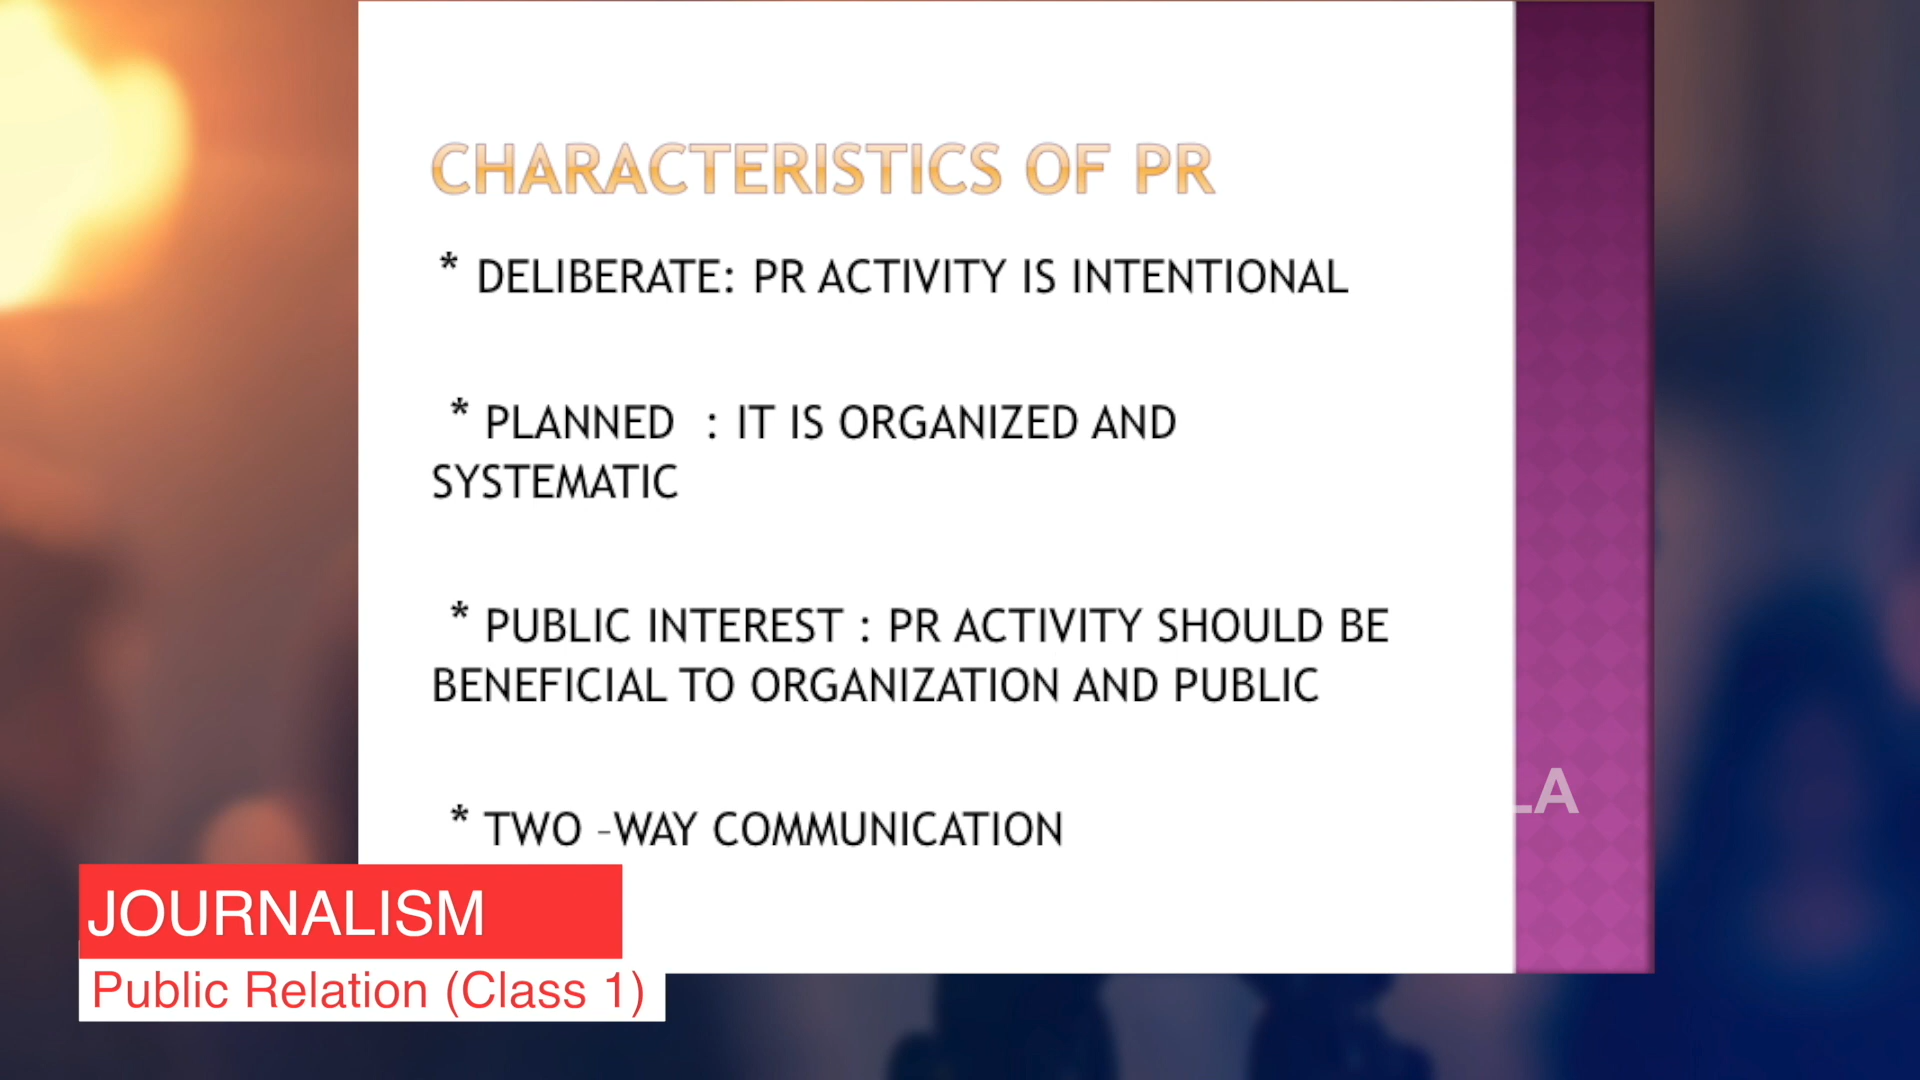 CHARACTERISTICS OF PR
* DELIBERATE: PR ACTIVITY IS INTENTIONAL
* PLANNED : IT IS ORGANIZED AND
SYSTEMATIC
* PUBLIC INTEREST : PR ACTIVITY SHOULD BE
BENEFICIAL TO ORGANIZATION AND PUBLIC
LA
* TWO –WAY COMMUNICATION
JOURNALISM
Public Relation (Class 1)